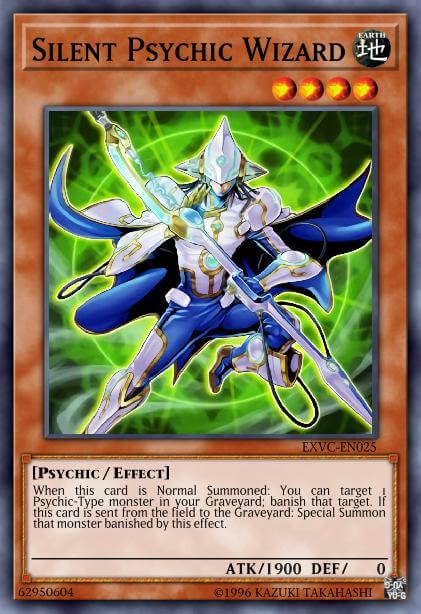 SILENT PSYCHIC WIZARD
EARTH
地
EXVC-EN025
[PSYCHIC / EFFECT]
When this card is Normal Summoned: You can target 1
Psychic-Type monster in your Graveyard; banish that target. If
this card is sent from the field to the Graveyard: Special Summon
that monster banished by this effect.
ATK/1900 DEF/ 0
62950604
©1996 KAZUKI TAKAHASHI